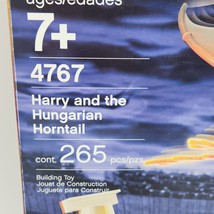 ages/edades
7+
4767
Harry and the
Hungarian
Horntail
cont. 265 pcs/pzs
Building Toy
Jouet de Construction
Juguete para Construir